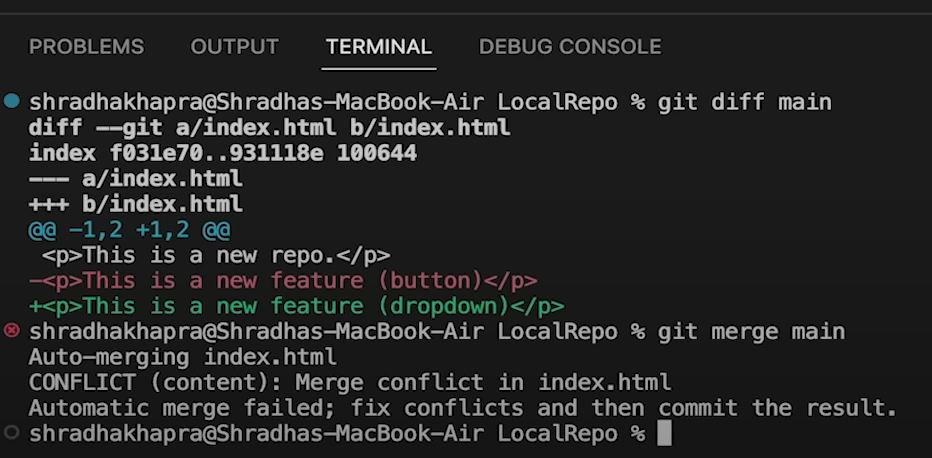 PROBLEMS OUTPUT TERMINAL DEBUG CONSOLE
shradhakhapra@Shradhas-MacBook-Air LocalRepo % git diff main
diff --git a/index.html b/index.html
index f031e70..931118e 100644
--- a/index.html
+++ b/index.html
@@ -1,2 +1,2 @@
 <p>This is a new repo.</p>
-<p>This is a new feature (button)</p>
+<p>This is a new feature (dropdown)</p>
shradhakhapra@Shradhas-MacBook-Air LocalRepo % git merge main
Auto-merging index.html
CONFLICT (content): Merge conflict in index.html
Automatic merge failed; fix conflicts and then commit the result.
shradhakhapra@Shradhas-MacBook-Air LocalRepo %